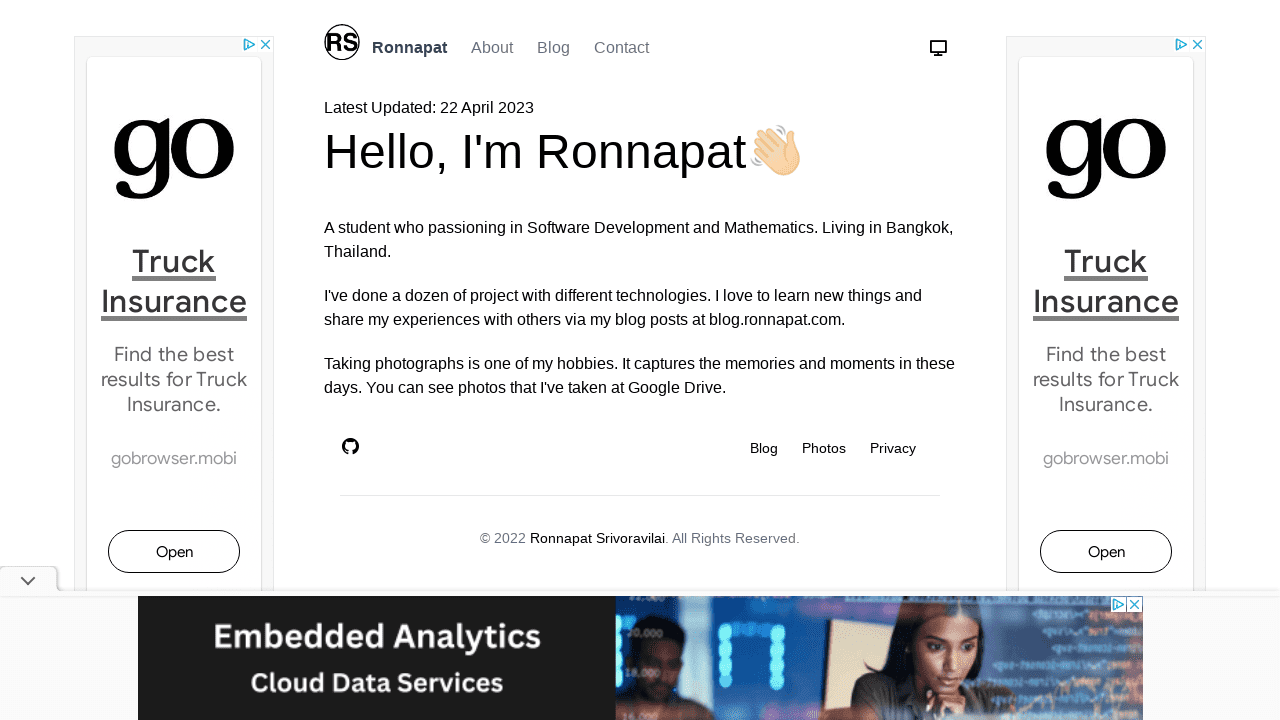 RS Ronnapat About Blog Contact
Latest Updated: 22 April 2023
Hello, I'm Ronnapat👋🏼
A student who passioning in Software Development and Mathematics. Living in Bangkok,
Thailand.
I've done a dozen of project with different technologies. I love to learn new things and
share my experiences with others via my blog posts at blog.ronnapat.com.
Taking photographs is one of my hobbies. It captures the memories and moments in these
days. You can see photos that I've taken at Google Drive.
Blog Photos Privacy
© 2022 Ronnapat Srivoravilai. All Rights Reserved.
go
Truck
Insurance
Find the best
results for Truck
Insurance.
gobrowser.mobi
Open
go
Truck
Insurance
Find the best
results for Truck
Insurance.
gobrowser.mobi
Open
Embedded Analytics
Cloud Data Services